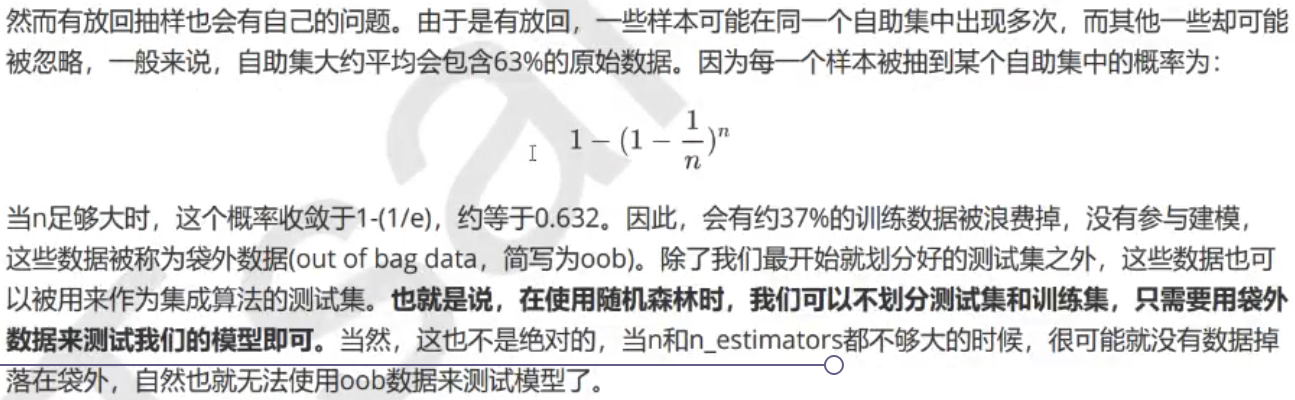 然而有放回抽样也会有自己的问题。由于是有放回，一些样本可能在同一个自助集中出现多次，而其他一些却可能
被忽略，一般来说，自助集大约平均会包含63%的原始数据。因为每一个样本被抽到某个自助集中的概率为：
1 − (1 − 1/n)^n
当n足够大时，这个概率收敛于1-(1/e)，约等于0.632。因此，会有约37%的训练数据被浪费掉，没有参与建模，
这些数据被称为袋外数据(out of bag data，简写为oob)。除了我们最开始就划分好的测试集之外，这些数据也可
以被用来作为集成算法的测试集。也就是说，在使用随机森林时，我们可以不划分测试集和训练集，只需要用袋外
数据来测试我们的模型即可。当然，这也不是绝对的，当n和n_estimators都不够大的时候，很可能就没有数据掉
落在袋外，自然也就无法使用oob数据来测试模型了。